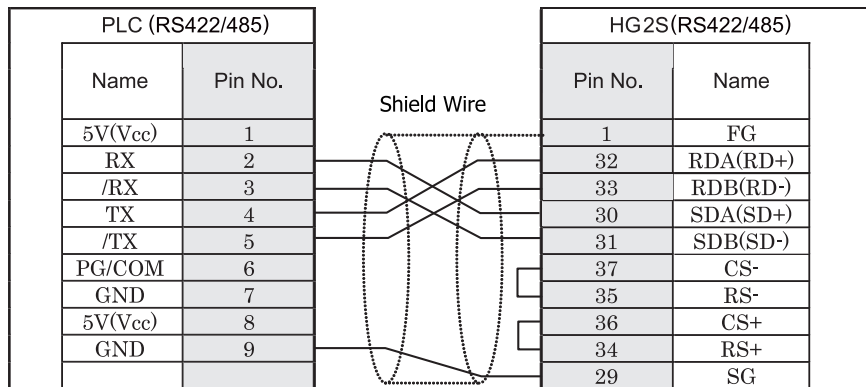 PLC (RS422/485) HG2S(RS422/485)
Name Pin No. Pin No. Name
Shield Wire
5V(Vcc) 1 1 FG
RX 2 32 RDA(RD+)
/RX 3 33 RDB(RD-)
TX 4 30 SDA(SD+)
/TX 5 31 SDB(SD-)
PG/COM 6 37 CS-
GND 7 35 RS-
5V(Vcc) 8 36 CS+
GND 9 34 RS+
29 SG